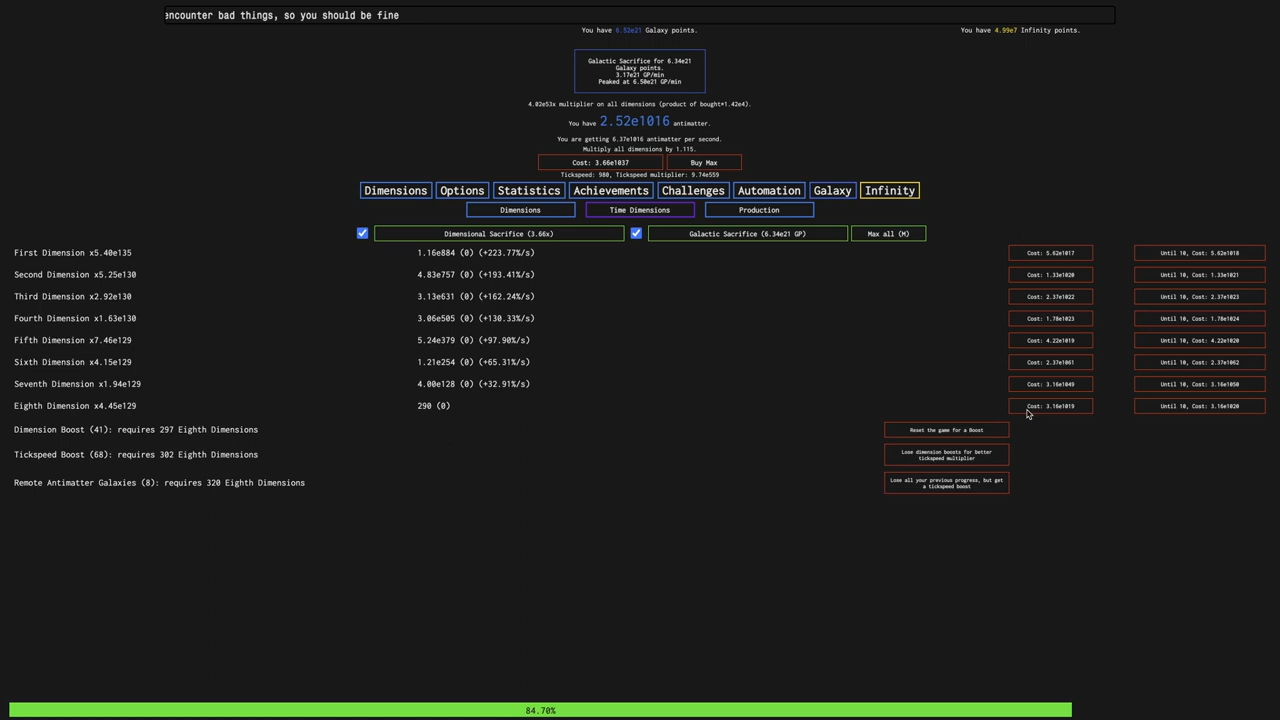 encounter bad things, so you should be fine
You have 6.52e21 Galaxy points.
You have 4.99e7 Infinity points.
Galactic Sacrifice for 6.34e21
Galaxy points.
3.17e21 GP/min
Peaked at 6.50e21 GP/min
4.02e53x multiplier on all dimensions (product of bought*1.42e4).
You have 2.52e1016 antimatter.
You are getting 6.37e1016 antimatter per second.
Multiply all dimensions by 1.115.
Cost: 3.66e1037 Buy Max
Tickspeed: 980, Tickspeed multiplier: 9.74e559
Dimensions Options Statistics Achievements Challenges Automation Galaxy Infinity
Dimensions Time Dimensions Production
Dimensional Sacrifice (3.66x) Galactic Sacrifice (6.34e21 GP) Max all (M)
First Dimension x5.40e135 1.16e884 (0) (+223.77%/s) Cost: 5.62e1017 Until 10, Cost: 5.62e1018
Second Dimension x5.25e130 4.83e757 (0) (+193.41%/s) Cost: 1.33e1020 Until 10, Cost: 1.33e1021
Third Dimension x2.92e130 3.13e631 (0) (+162.24%/s) Cost: 2.37e1022 Until 10, Cost: 2.37e1023
Fourth Dimension x1.63e130 3.06e505 (0) (+130.33%/s) Cost: 1.78e1023 Until 10, Cost: 1.78e1024
Fifth Dimension x7.46e129 5.24e379 (0) (+97.90%/s) Cost: 4.22e1019 Until 10, Cost: 4.22e1020
Sixth Dimension x4.15e129 1.21e254 (0) (+65.31%/s) Cost: 2.37e1061 Until 10, Cost: 2.37e1062
Seventh Dimension x1.94e129 4.00e128 (0) (+32.91%/s) Cost: 3.16e1049 Until 10, Cost: 3.16e1050
Eighth Dimension x4.45e129 290 (0) Cost: 3.16e1019 Until 10, Cost: 3.16e1020
Dimension Boost (41): requires 297 Eighth Dimensions Reset the game for a Boost
Tickspeed Boost (68): requires 302 Eighth Dimensions Lose dimension boosts for better
tickspeed multiplier
Remote Antimatter Galaxies (8): requires 320 Eighth Dimensions Lose all your previous progress, but get
a tickspeed boost
84.70%